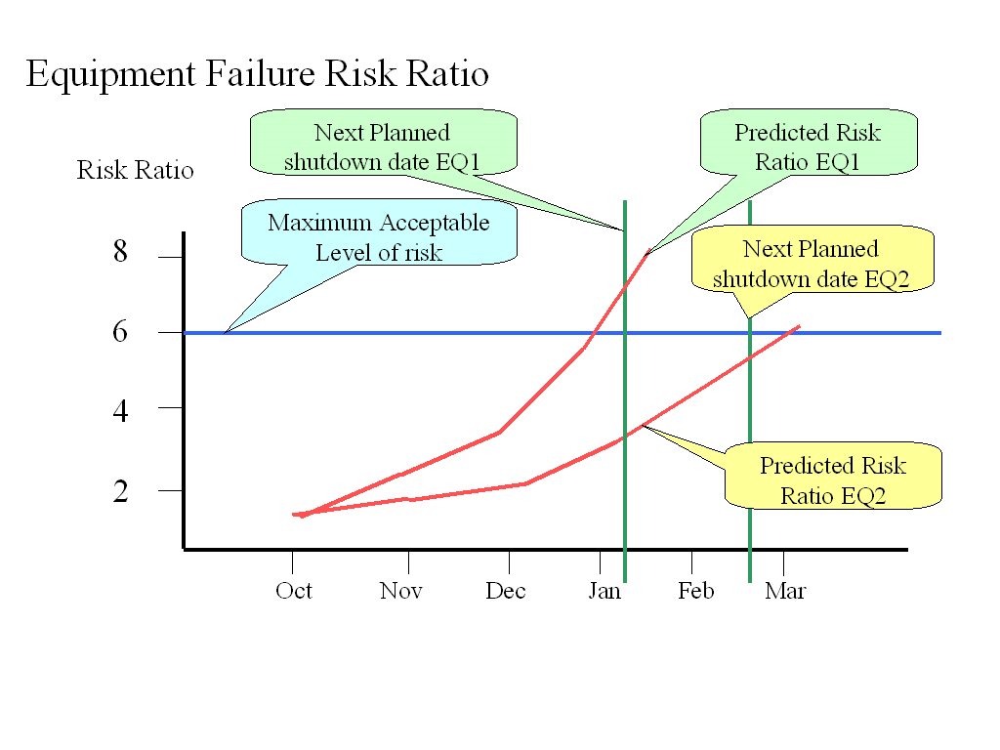 Equipment Failure Risk Ratio
Next Planned
shutdown date EQ1
Predicted Risk
Ratio EQ1
Risk Ratio
Maximum Acceptable
Level of risk
Next Planned
shutdown date EQ2
8
6
4
2
Predicted Risk
Ratio EQ2
Oct
Nov
Dec
Jan
Feb
Mar